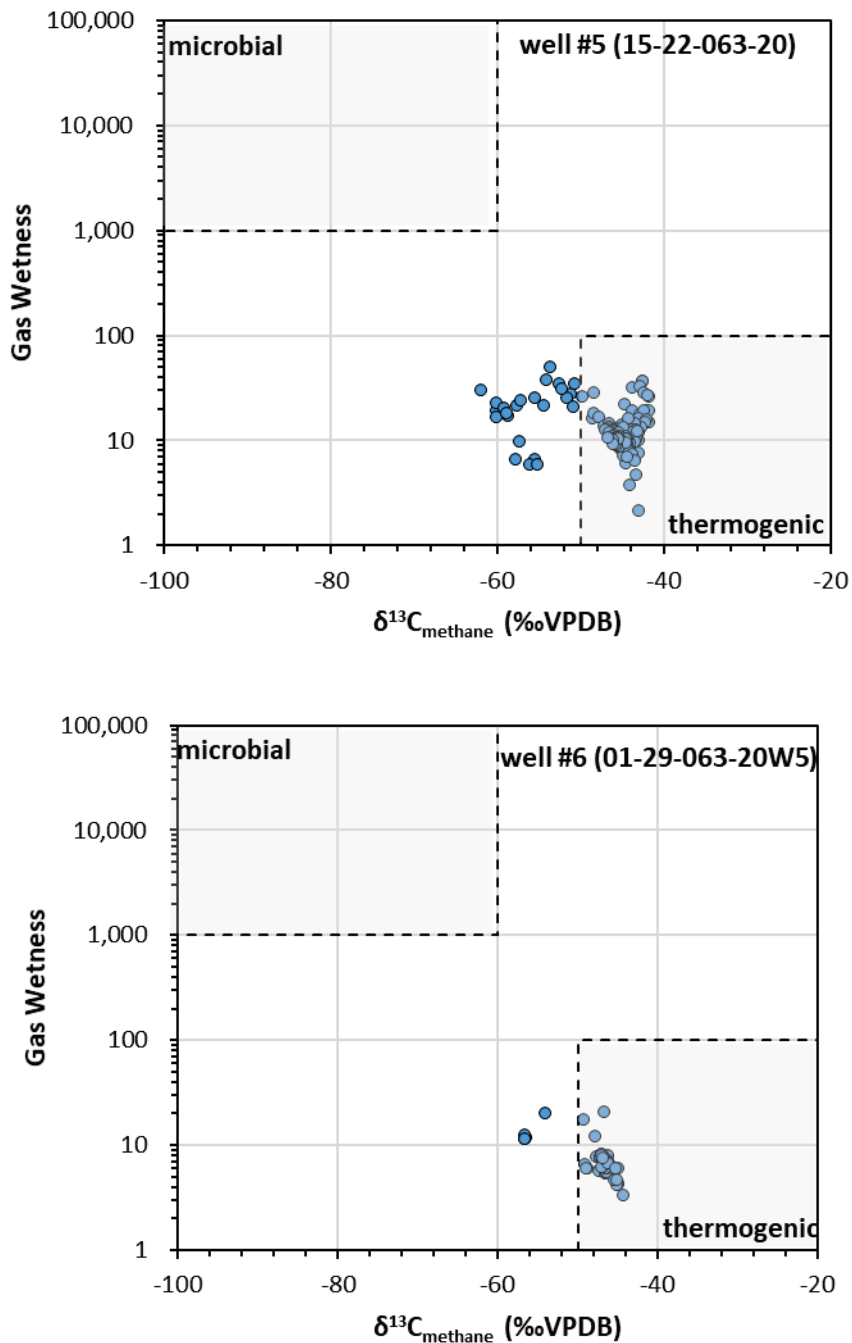 100,000
microbial
well #5 (15-22-063-20)
10,000
1,000
100
10
1
Gas Wetness
thermogenic
-100
-80
-60
-40
-20
δ¹³Cmethane (‰VPDB)
100,000
microbial
well #6 (01-29-063-20W5)
10,000
1,000
100
10
1
Gas Wetness
thermogenic
-100
-80
-60
-40
-20
δ¹³Cmethane (‰VPDB)